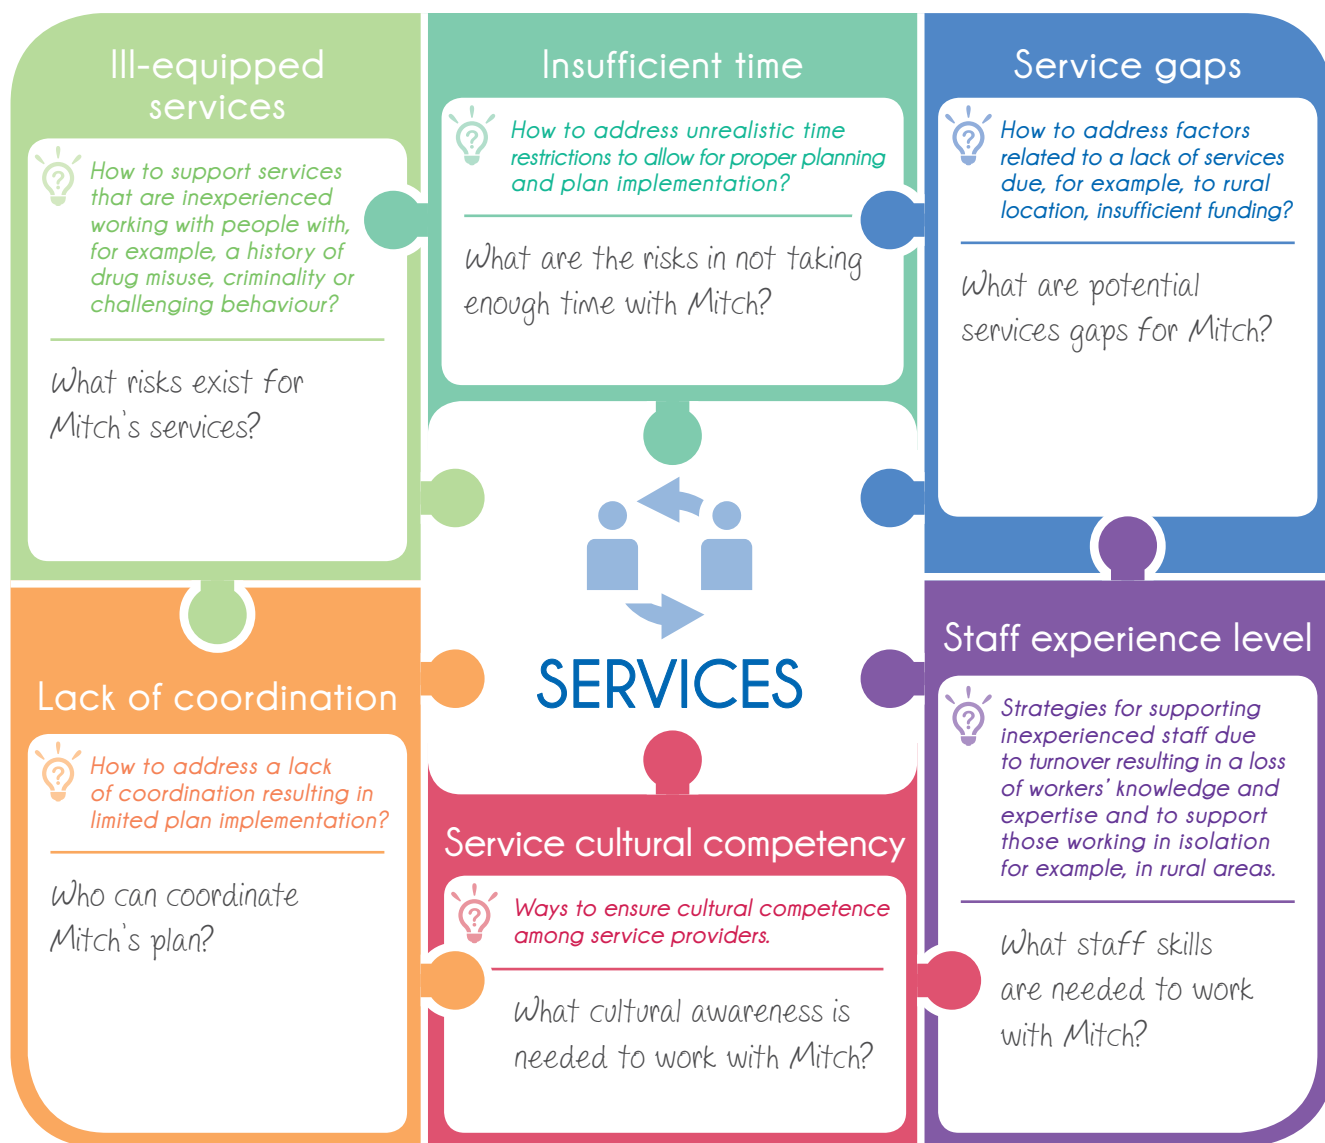 Ill-equipped
services
How to support services
that are inexperienced
working with people with,
for example, a history of
drug misuse, criminality or
challenging behaviour?
What risks exist for
Mitch's services?
Insufficient time
How to address unrealistic time
restrictions to allow for proper planning
and plan implementation?
What are the risks in not taking
enough time with Mitch?
Service gaps
How to address factors
related to a lack of services
due, for example, to rural
location, insufficient funding?
What are potential
services gaps for Mitch?
SERVICES
Lack of coordination
How to address a lack
of coordination resulting in
limited plan implementation?
Who can coordinate
Mitch's plan?
Service cultural competency
Ways to ensure cultural competence
among service providers.
What cultural awareness is
needed to work with Mitch?
Staff experience level
Strategies for supporting
inexperienced staff due
to turnover resulting in a loss
of workers' knowledge and
expertise and to support
those working in isolation
for example, in rural areas.
What staff skills
are needed to work
with Mitch?